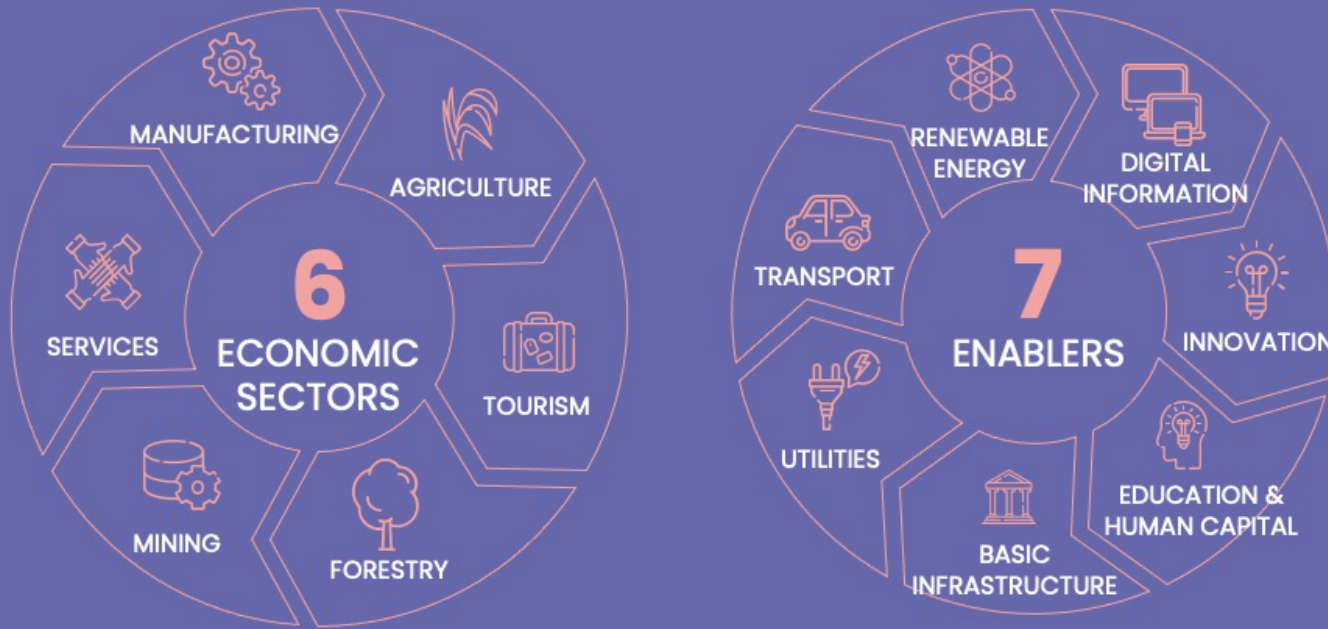 MANUFACTURING
AGRICULTURE
TOURISM
FORESTRY
MINING
SERVICES
6
ECONOMIC
SECTORS
RENEWABLE
ENERGY
DIGITAL
INFORMATION
INNOVATION
EDUCATION &
HUMAN CAPITAL
BASIC
INFRASTRUCTURE
UTILITIES
TRANSPORT
7
ENABLERS